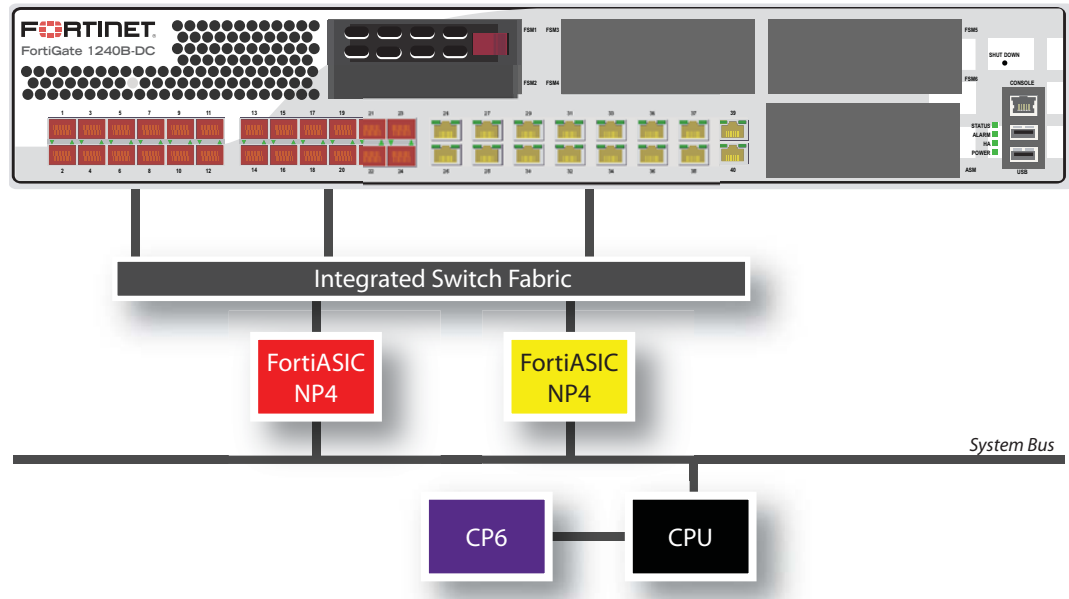 FORTINET.
FortiGate 1240B-DC
FSM1 FSM3
FSM5
SHUT DOWN
FSM2 FSM4
FSM6
CONSOLE
1 3 5 7 9 11 13 15 17 19 21 23 27 29 31 37 39
STATUS
ALARM
HA
POWER
2 4 6 8 10 12 14 16 18 20 22 24 26 32 34 40
ASM
USB
Integrated Switch Fabric
FortiASIC
NP4
FortiASIC
NP4
System Bus
CP6
CPU